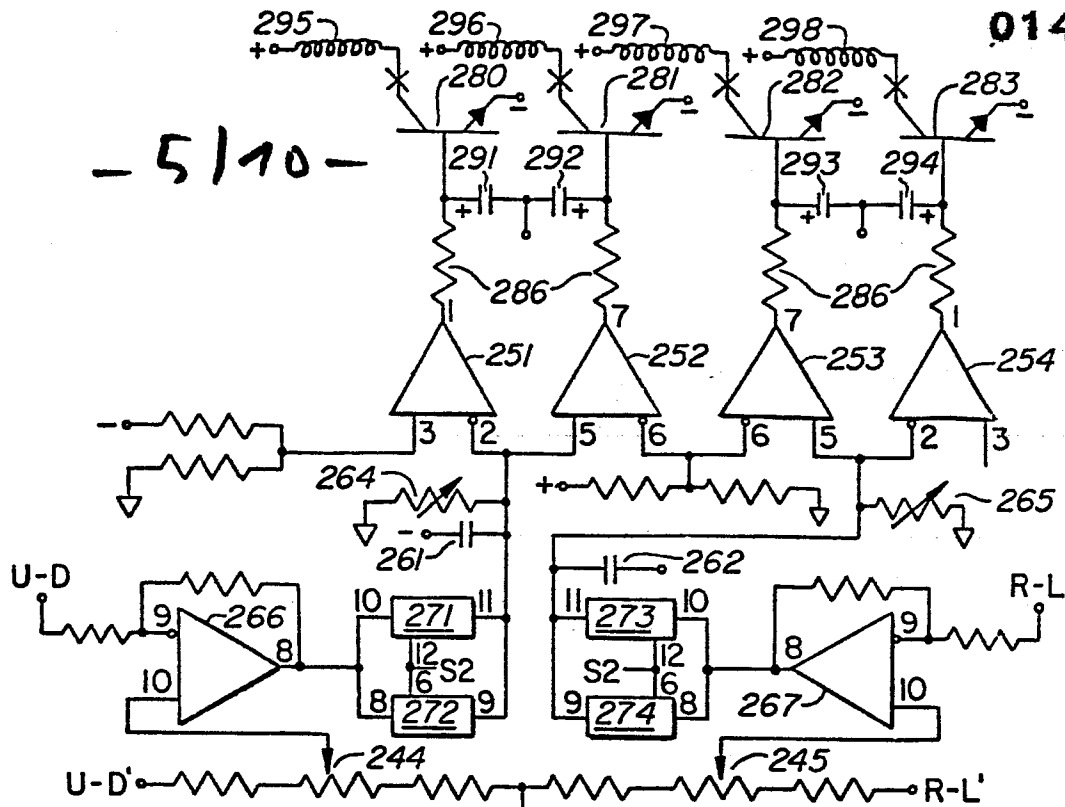 295 296 297 298 014
+ + + +
280 281 282 283
- - - -
- 5/10 -
291 292 293 294
+ + + +
286 286
1 7 7 1
251 252 253 254
- 3 2 5 6 6 5 2 3
264 + 265
- 261 262
U-D R-L
9 266 10 271 11 11 273 10 9
8 12 S2 S2 12 8
10 6 6 267 10
8 272 9 9 274 8
244 245
U-D' R-L'